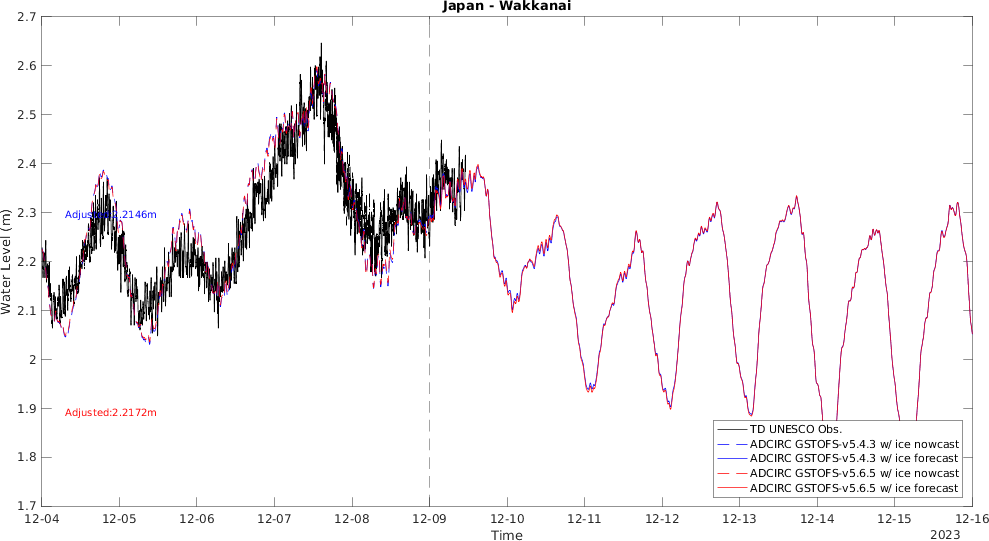 Japan - Wakkanai
2.7
2.6
2.5
2.4
2.3
2.2
2.1
2
1.9
1.8
1.7
Water Level (m)
Adjusted:2.2146m
Adjusted:2.2172m
TD UNESCO Obs.
ADCIRC GSTOFS-v5.4.3 w/ ice nowcast
ADCIRC GSTOFS-v5.4.3 w/ ice forecast
ADCIRC GSTOFS-v5.6.5 w/ ice nowcast
ADCIRC GSTOFS-v5.6.5 w/ ice forecast
12-04 12-05 12-06 12-07 12-08 12-09 12-10 12-11 12-12 12-13 12-14 12-15 12-16
Time
2023